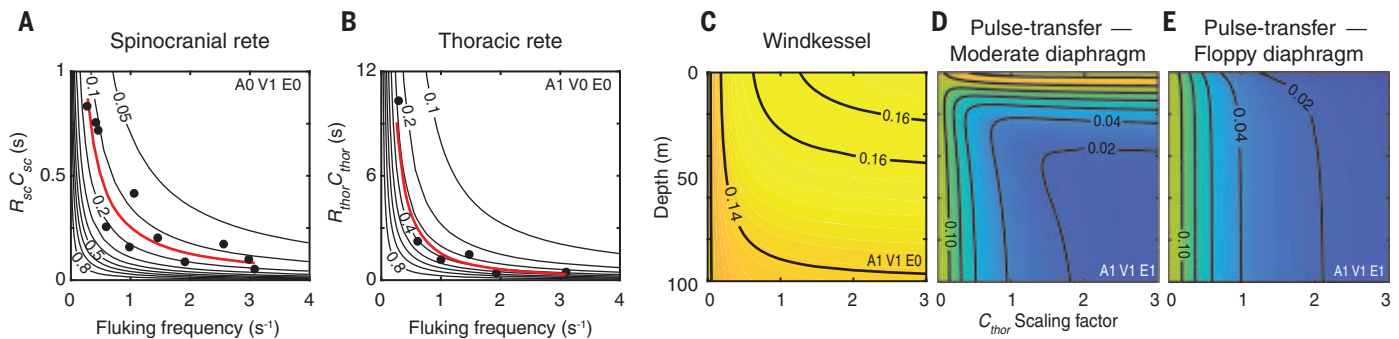 A
Spinocranial rete
A0 V1 E0
0.1
0.05
0.2
0.5
0.8
1
0.5
0
R_sc C_sc (s)
0 1 2 3 4
Fluking frequency (s⁻¹)
B
Thoracic rete
A1 V0 E0
0.1
0.2
0.4
0.8
12
6
0
R_thor C_thor (s)
0 1 2 3 4
Fluking frequency (s⁻¹)
C
Windkessel
0
50
100
Depth (m)
0.16
0.16
0.14
A1 V1 E0
0 1 2 3
D
Pulse-transfer —
Moderate diaphragm
0.04
0.02
0.10
A1 V1 E1
0 1 2 3
C_thor Scaling factor
E
Pulse-transfer —
Floppy diaphragm
0.02
0.04
0.10
A1 V1 E1
0 1 2 3